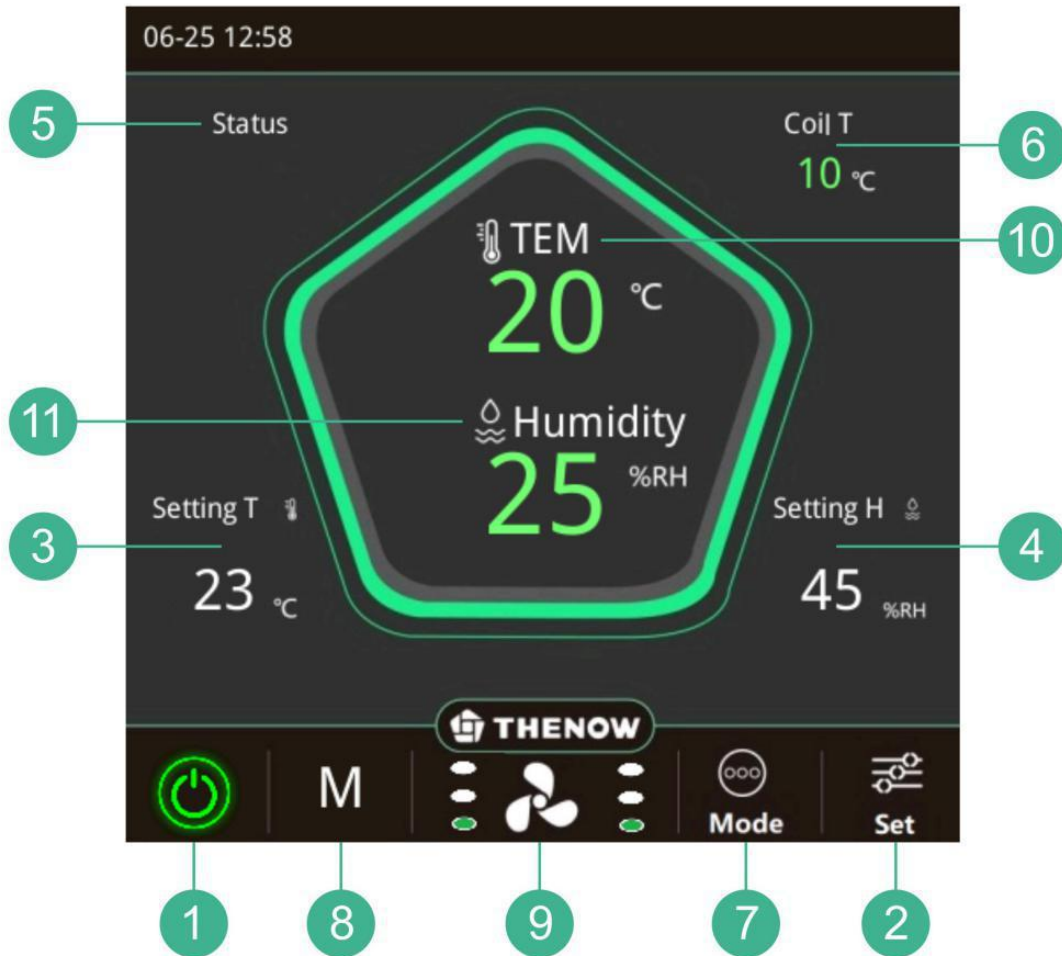 06-25 12:58
5 Status
Coil T 6
10 ℃
TEM 10
20 ℃
11 Humidity
25 %RH
Setting T
Setting H
3
4
23 ℃
45 %RH
THENOW
M
Mode Set
1 8 9 7 2